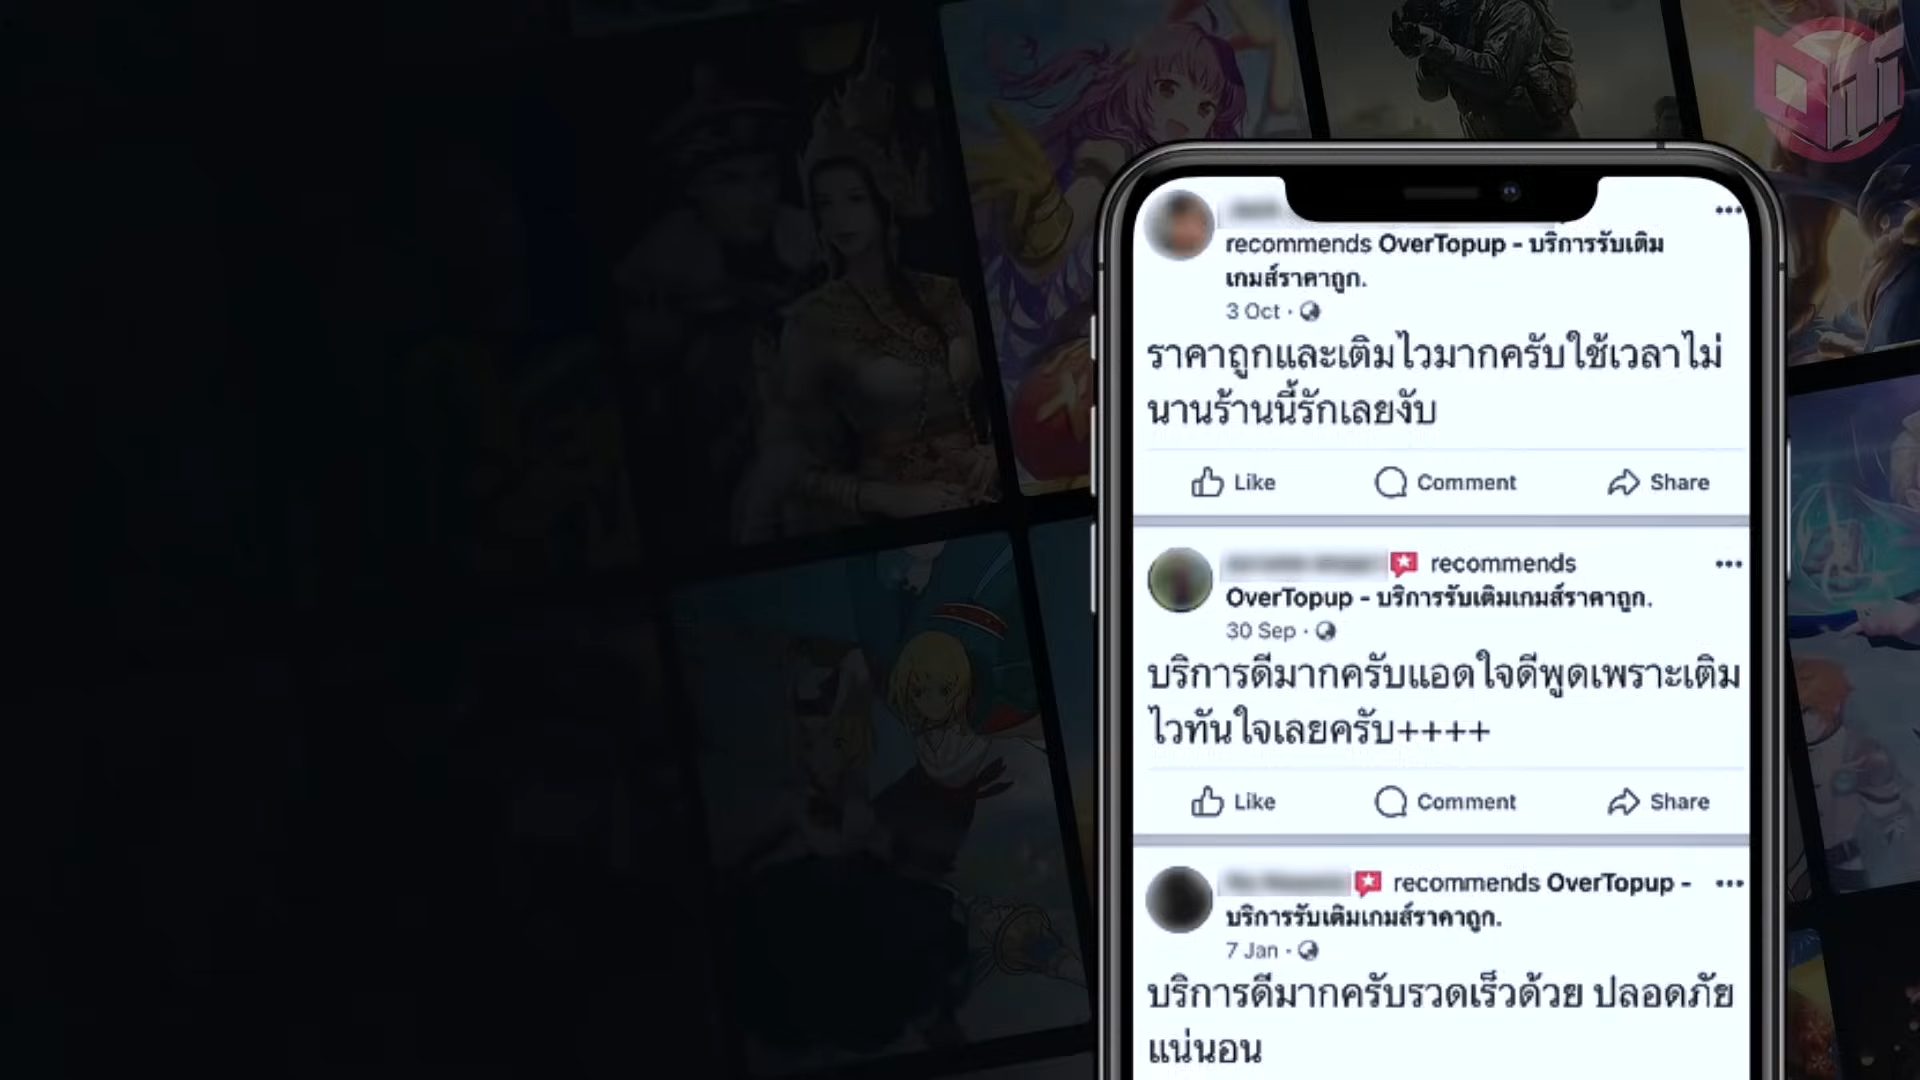 recommends OverTopup - บริการรับเติม
เกมส์ราคาถูก.
3 Oct ·
ราคาถูกและเติมไวมากครับใช้เวลาไม่
นานร้านนี้รักเลยงับ
Like Comment Share
recommends
OverTopup - บริการรับเติมเกมส์ราคาถูก.
30 Sep ·
บริการดีมากครับแอดใจดีพูดเพราะเติม
ไวทันใจเลยครับ++++
Like Comment Share
recommends OverTopup -
บริการรับเติมเกมส์ราคาถูก.
7 Jan ·
บริการดีมากครับรวดเร็วด้วย ปลอดภัย
แน่นอน